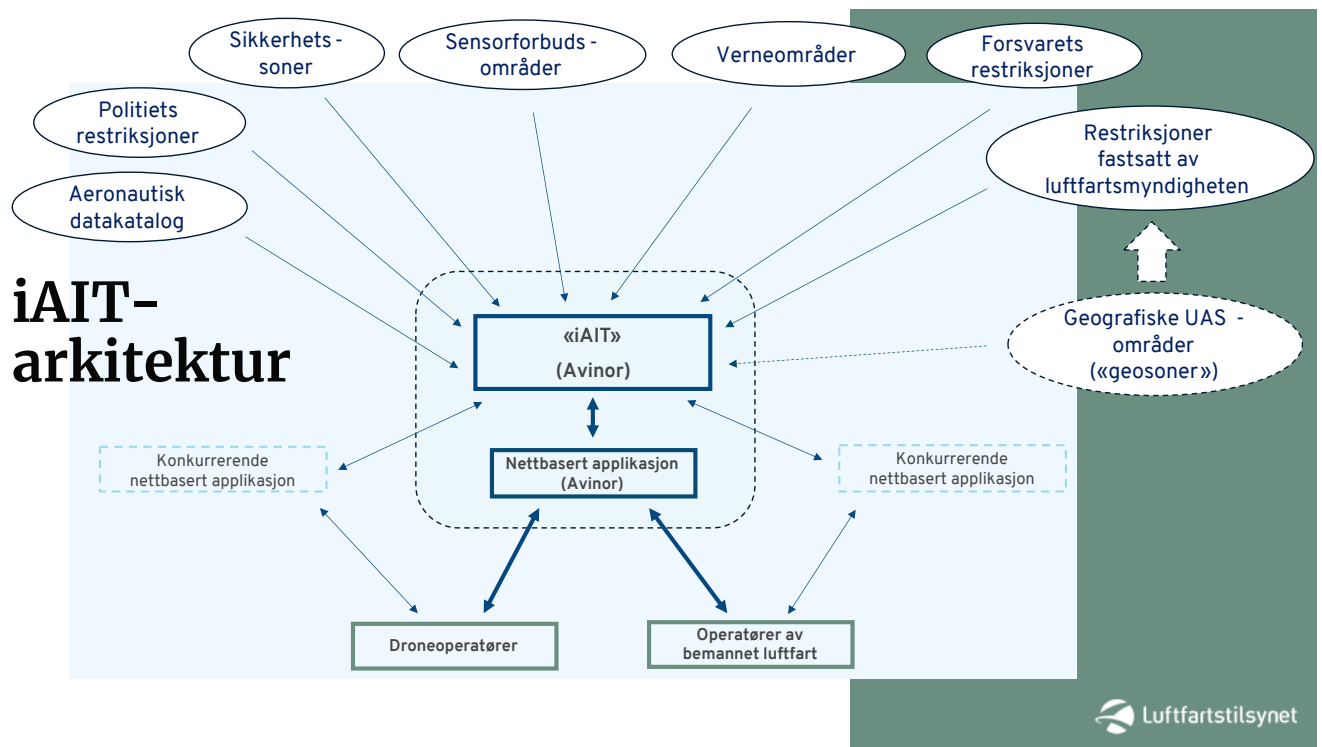 Sikkerhets -
soner
Sensorforbuds -
områder
Verneområder
Forsvarets
restriksjoner
Politiets
restriksjoner
Restriksjoner
fastsatt av
luftfartsmyndigheten
Aeronautisk
datakatalog
iAIT-
arkitektur
«iAIT»
(Avinor)
Geografiske UAS -
områder
(«geosoner»)
Konkurrerende
nettbasert applikasjon
Nettbasert applikasjon
(Avinor)
Konkurrerende
nettbasert applikasjon
Droneoperatører
Operatører av
bemannet luftfart
Luftfartstilsynet